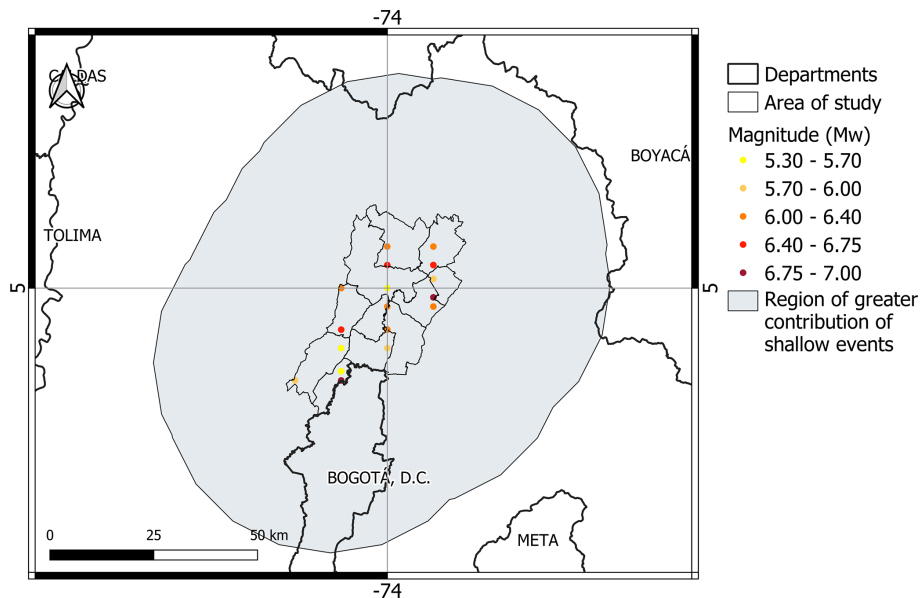 -74
CALDAS
Departments
Area of study
Magnitude (Mw)
BOYACÁ
5.30 - 5.70
5.70 - 6.00
6.00 - 6.40
TOLIMA
6.40 - 6.75
6.75 - 7.00
5
5
Region of greater
contribution of
shallow events
BOGOTÁ, D.C.
META
0
25
50 km
-74